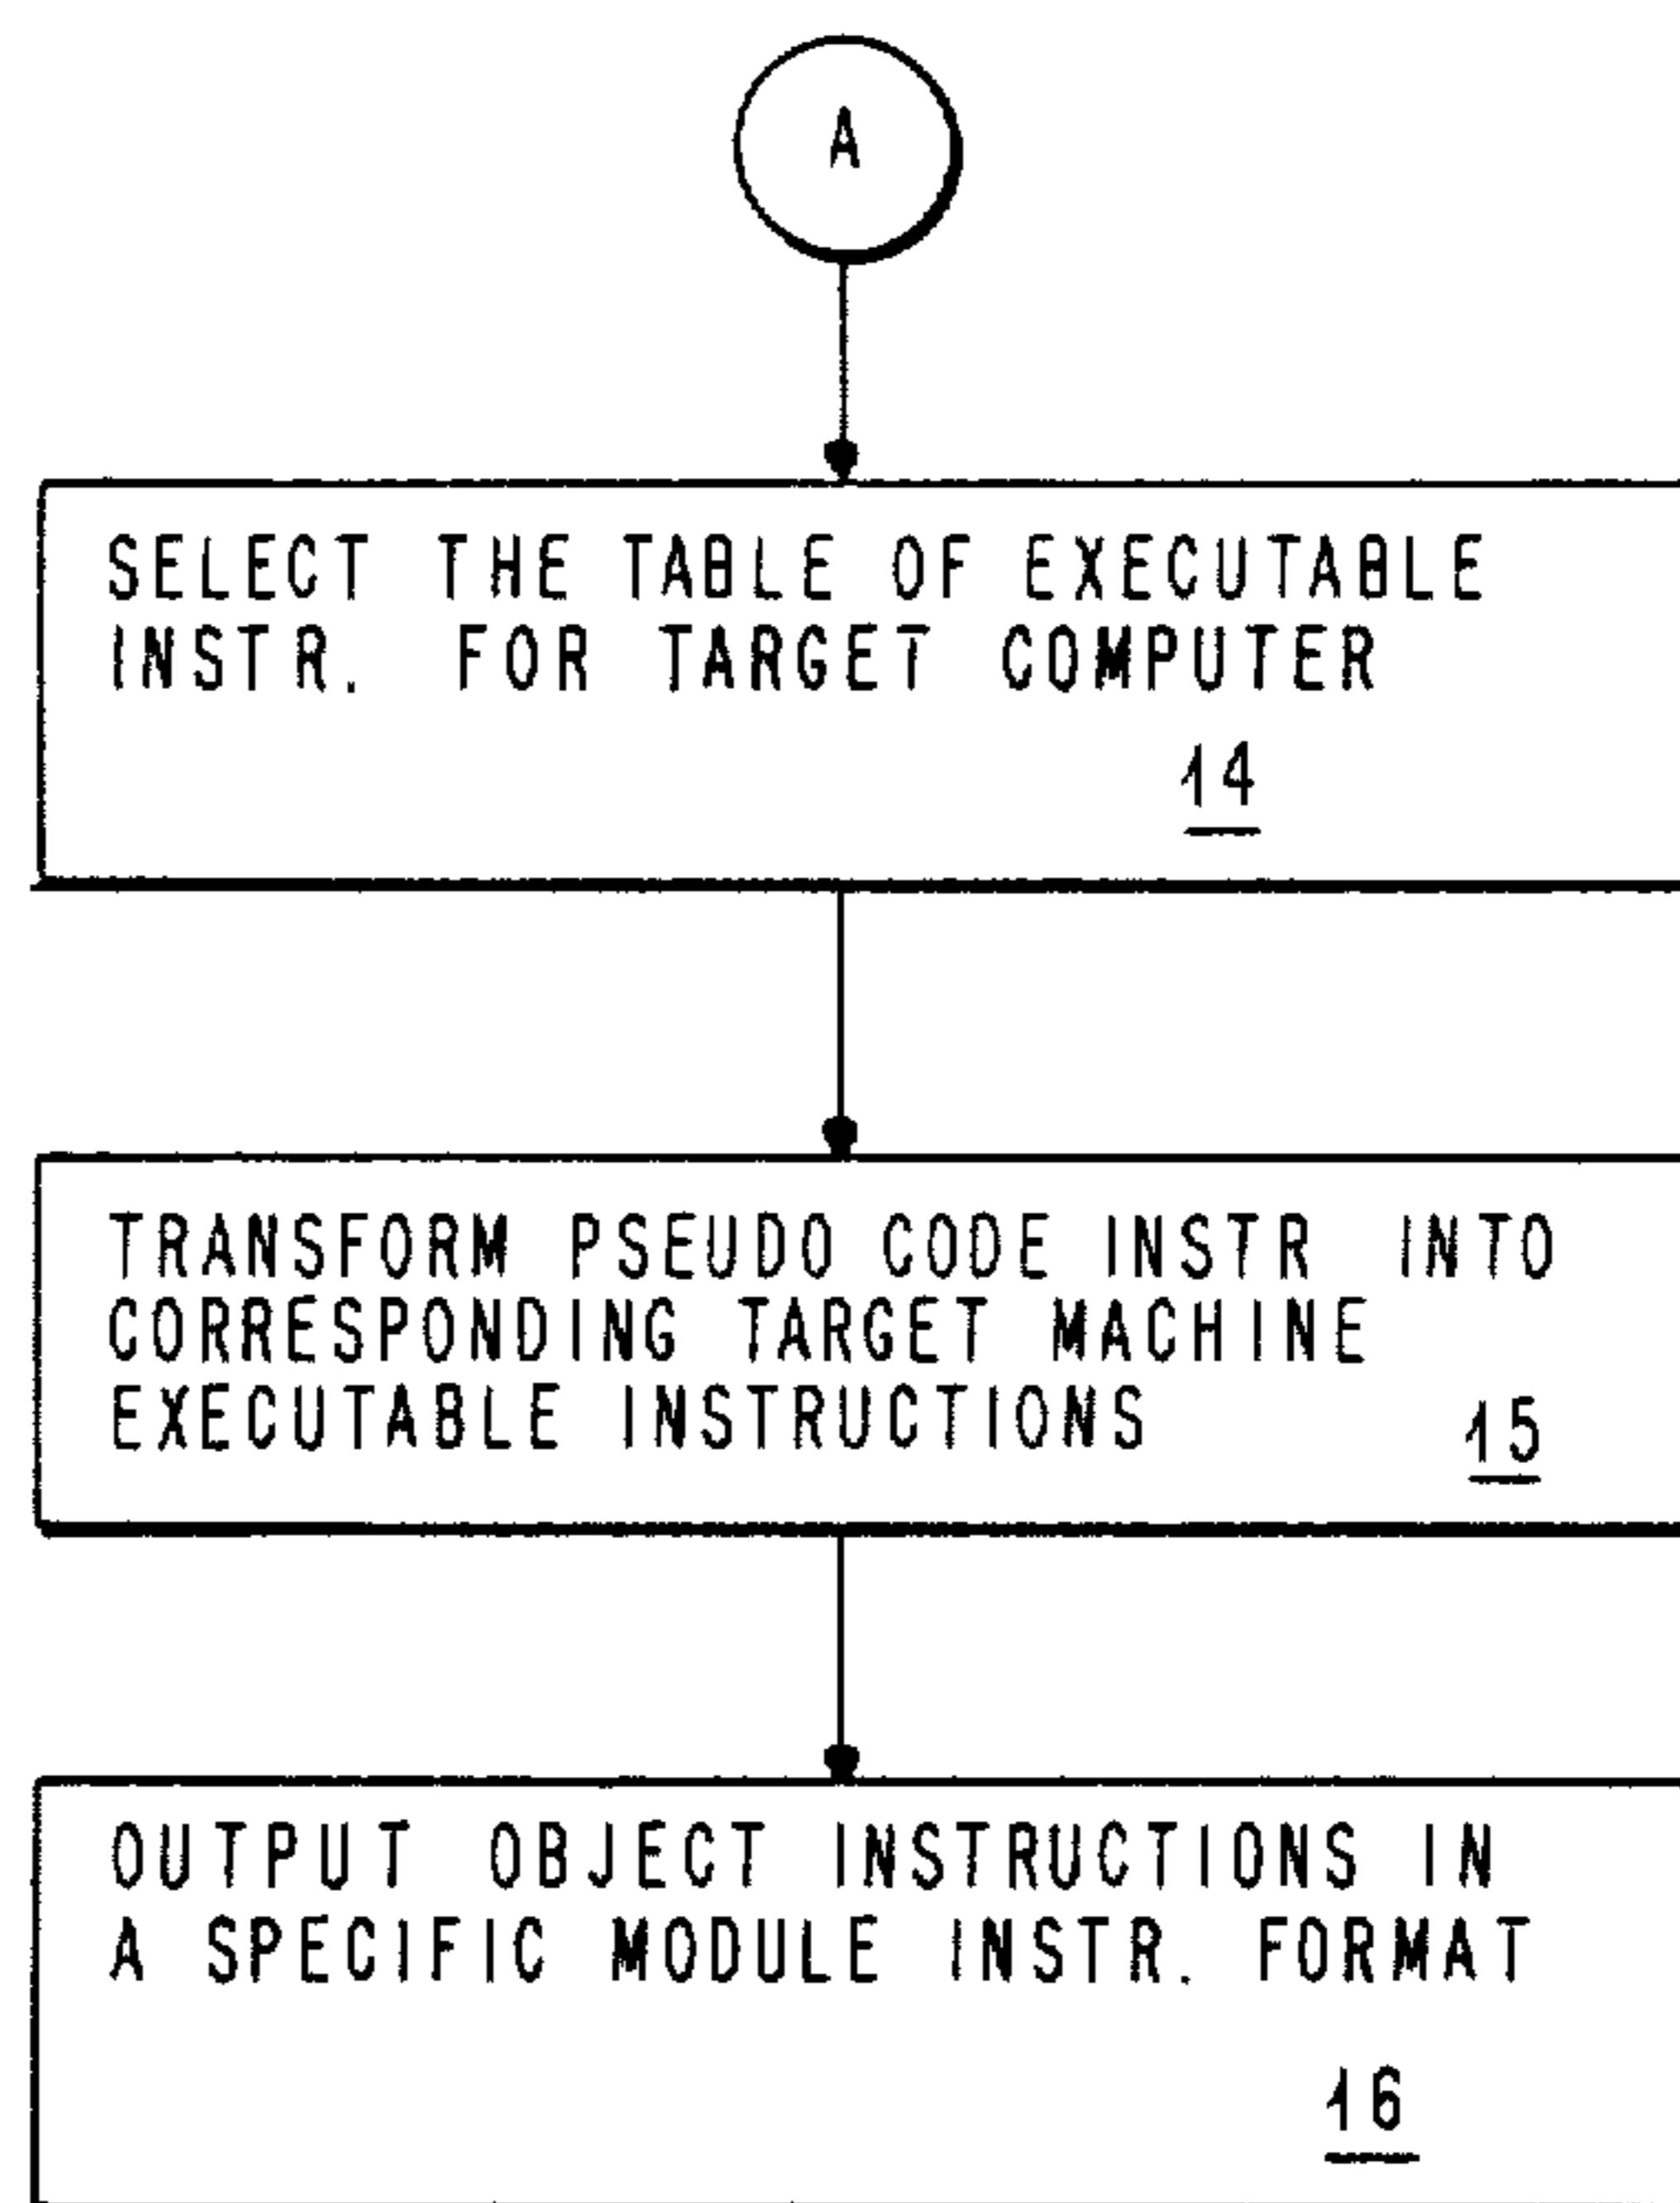 A
SELECT THE TABLE OF EXECUTABLE
INSTR. FOR TARGET COMPUTER
14
TRANSFORM PSEUDO CODE INSTR INTO
CORRESPONDING TARGET MACHINE
EXECUTABLE INSTRUCTIONS
15
OUTPUT OBJECT INSTRUCTIONS IN
A SPECIFIC MODULE INSTR. FORMAT
16